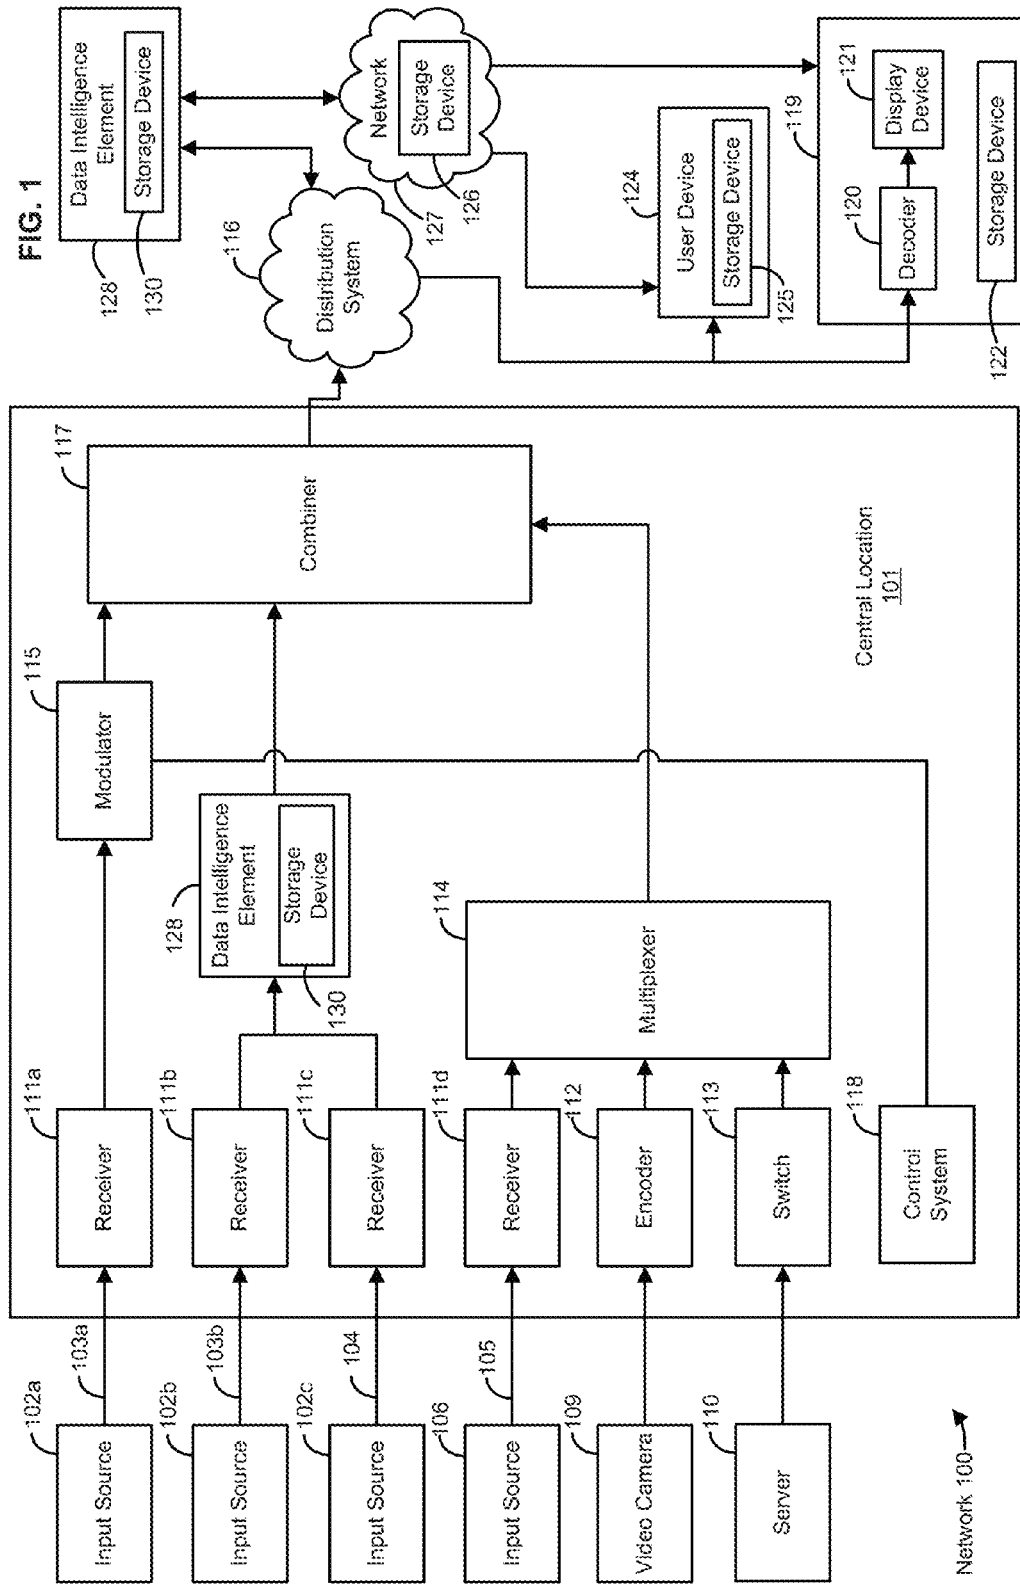 FIG. 1
Network 100
102a
Input Source
103a
102b
Input Source
103b
102c
Input Source
104
106
Input Source
105
109
Video Camera
110
Server
111a
Receiver
111b
Receiver
111c
Receiver
111d
Receiver
112
Encoder
113
Switch
118
Control
System
128
Data Intelligence
Element
Storage
Device
130
114
Multiplexer
115
Modulator
117
Combiner
Central Location
101
116
Distribution
System
128
Data Intelligence
Element
Storage Device
130
Network
Storage
Device
126
127
124
User Device
Storage Device
125
119
120
Decoder
121
Display
Device
Storage Device
122